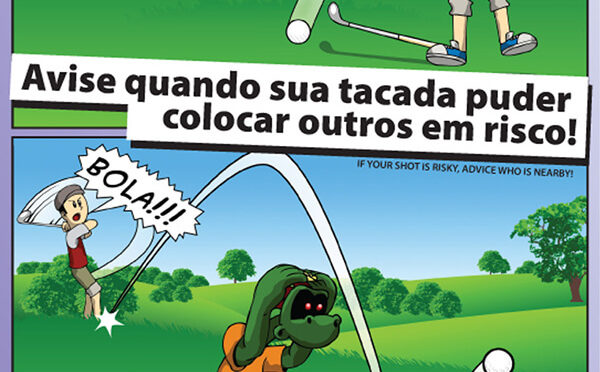 Avise quando sua tacada puder
colocar outros em risco!
IF YOUR SHOT IS RISKY, ADVICE WHO IS NEARBY!
BOLA!!!